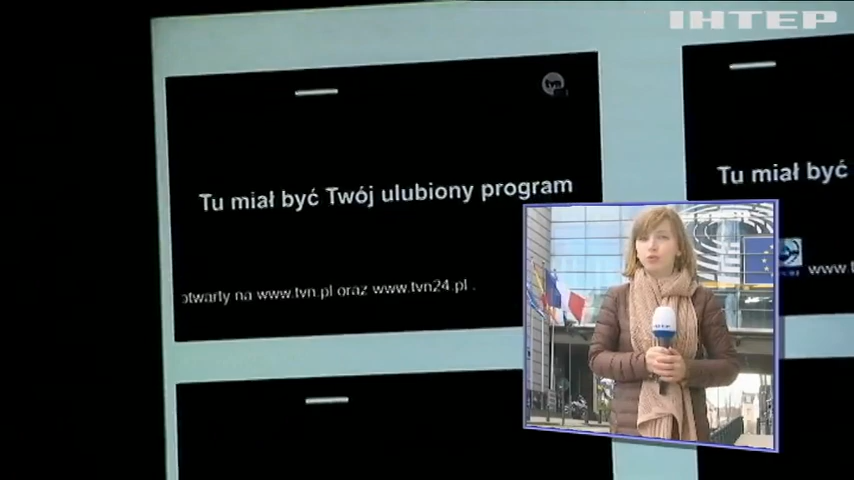 ІНТЕР
tvn
Tu miał być Twój ulubiony program
Tu miał być
otwarty na www.tvn.pl oraz www.tvn24.pl .
www.t